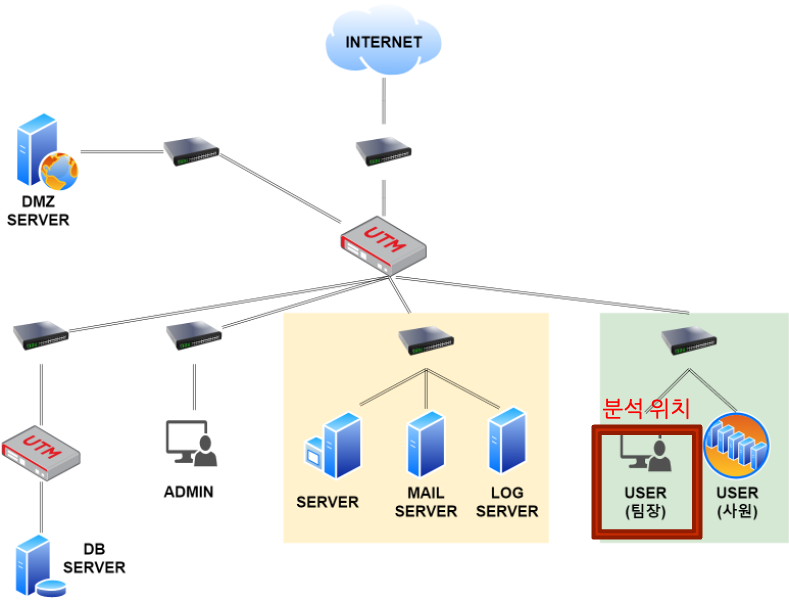 INTERNET
DMZ
SERVER
UTM
분석 위치
UTM
ADMIN
SERVER
MAIL
SERVER
LOG
SERVER
USER
(팀장)
USER
(사원)
DB
SERVER